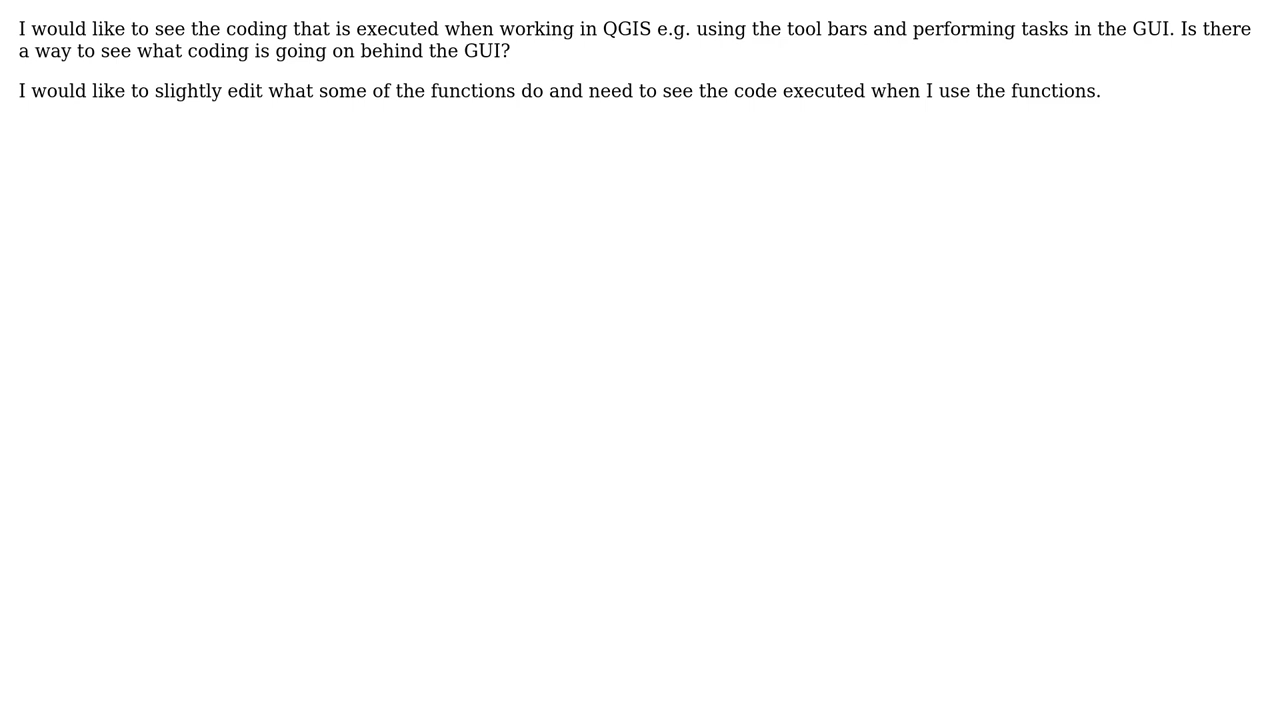 I would like to see the coding that is executed when working in QGIS e.g. using the tool bars and performing tasks in the GUI. Is there
a way to see what coding is going on behind the GUI?
I would like to slightly edit what some of the functions do and need to see the code executed when I use the functions.